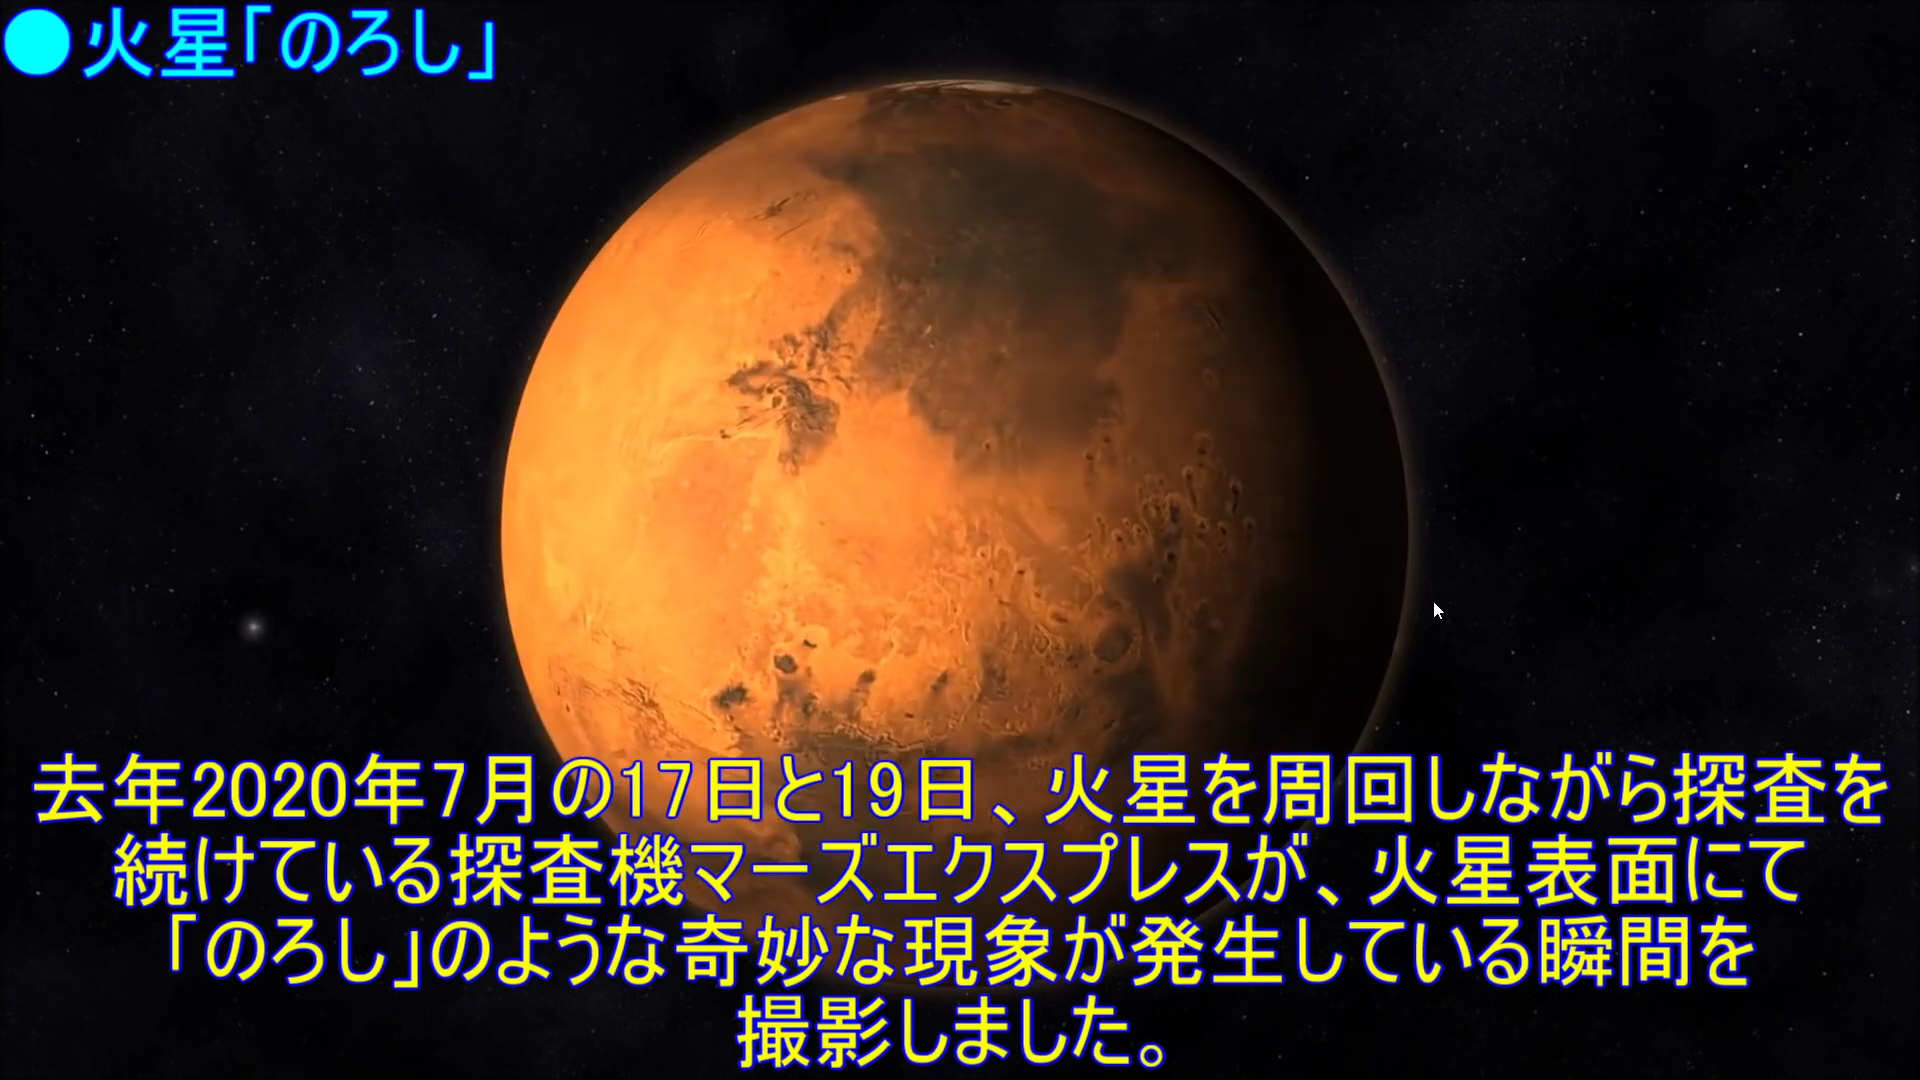 ●火星「のろし」
去年2020年7月の17日と19日、火星を周回しながら探査を
続けている探査機マーズエクスプレスが、火星表面にて
「のろし」のような奇妙な現象が発生している瞬間を
撮影しました。